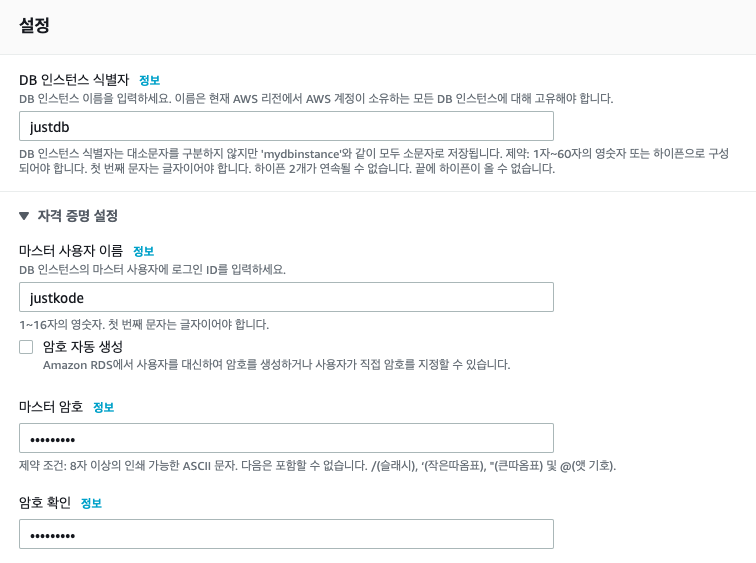 설정
DB 인스턴스 식별자 정보
DB 인스턴스 이름을 입력하세요. 이름은 현재 AWS 리전에서 AWS 계정이 소유하는 모든 DB 인스턴스에 대해 고유해야 합니다.
justdb
DB 인스턴스 식별자는 대소문자를 구분하지 않지만 'mydbinstance'와 같이 모두 소문자로 저장됩니다. 제약: 1자~60자의 영숫자 또는 하이픈으로 구성
되어야 합니다. 첫 번째 문자는 글자이어야 합니다. 하이픈 2개가 연속될 수 없습니다. 끝에 하이픈이 올 수 없습니다.
▼ 자격 증명 설정
마스터 사용자 이름 정보
DB 인스턴스의 마스터 사용자에 로그인 ID를 입력하세요.
justkode
1~16자의 영숫자. 첫 번째 문자는 글자이어야 합니다.
암호 자동 생성
Amazon RDS에서 사용자를 대신하여 암호를 생성하거나 사용자가 직접 암호를 지정할 수 있습니다.
마스터 암호 정보
•••••••••
제약 조건: 8자 이상의 인쇄 가능한 ASCII 문자. 다음은 포함할 수 없습니다. /(슬래시), '(작은따옴표), "(큰따옴표) 및 @(앳 기호).
암호 확인 정보
•••••••••